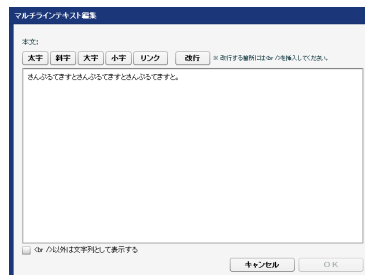 マルチラインテキスト編集
本文:
太字 斜字 大字 小字 リンク 改行 ※ 改行する箇所には<br />を挿入してください。
さんぷるてきすとさんぷるてきすとさんぷるてきすと。
<br />以外は文字列として表示する
キャンセル OK